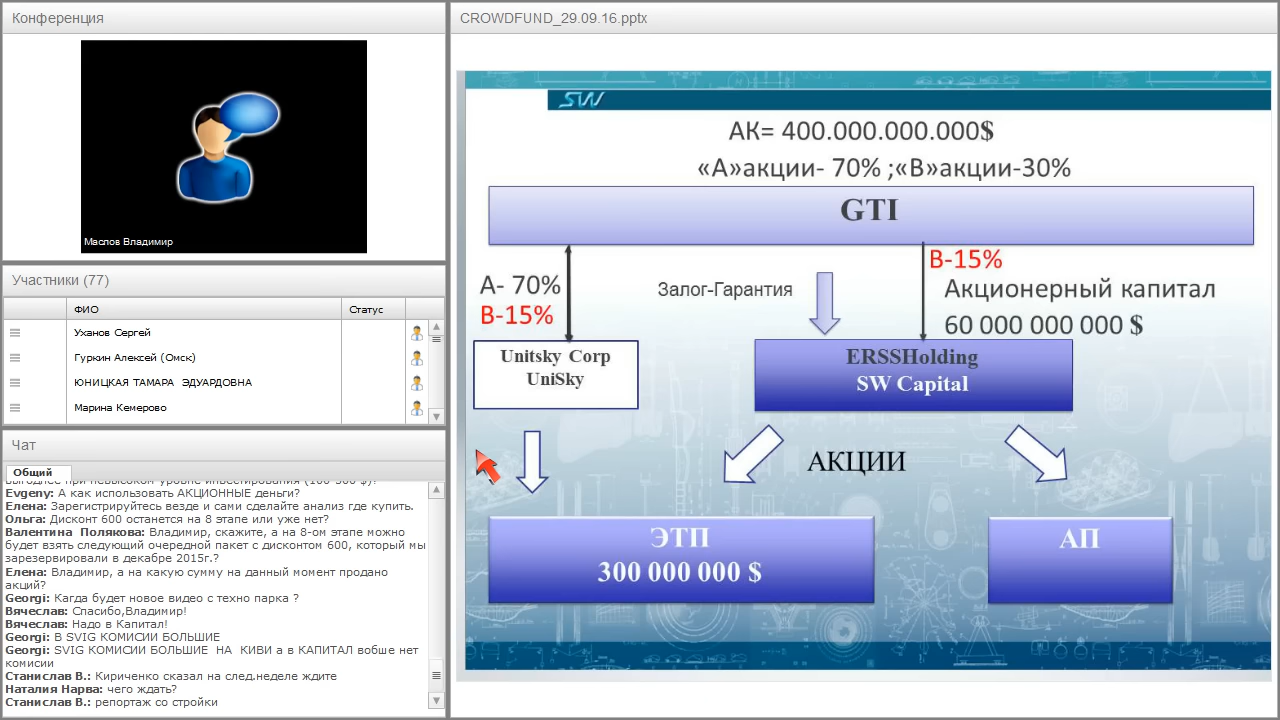 Конференция
Маслов Владимир
Участники (77)
ФИО
Статус
Уханов Сергей
Гуркин Алексей (Омск)
ЮНИЦКАЯ ТАМАРА ЭДУАРДОВНА
Марина Кемерово
Чат
Общий
выгоднее при невысоком уровне инвестирования (100-500 $)!
Evgeny: А как использовать АКЦИОННЫЕ деньги?
Елена: Зарегистрируйтесь везде и сами сделайте анализ где купить.
Ольга: Дисконт 600 останется на 8 этапе или уже нет?
Валентина Полякова: Владимир, скажите, а на 8-ом этапе можно
будет взять следующий очередной пакет с дисконтом 600, который мы
зарезервировали в декабре 2015г.?
Елена: Владимир, а на какую сумму на данный момент продано
акций?
Georgi: Кагда будет новое видео с техно парка ?
Вячеслав: Спасибо,Владимир!
Вячеслав: Надо в Капитал!
Georgi: В SVIG КОМИСИИ БОЛЬШИЕ
Georgi: SVIG КОМИСИИ БОЛЬШИЕ НА КИВИ а в КАПИТАЛ вобше нет
комисии
Станислав В.: Кириченко сказал на след.неделе ждите
Наталия Нарва: чего ждать?
Станислав В.: репортаж со стройки
CROWDFUND_29.09.16.pptx
SW
АК= 400.000.000.000$
«А»акции- 70% ;«В»акции-30%
GTI
А- 70%
В-15%
Залог-Гарантия
В-15%
Акционерный капитал
60 000 000 000 $
Unitsky Corp
UniSky
ERSSHolding
SW Capital
АКЦИИ
ЭТП
300 000 000 $
АП